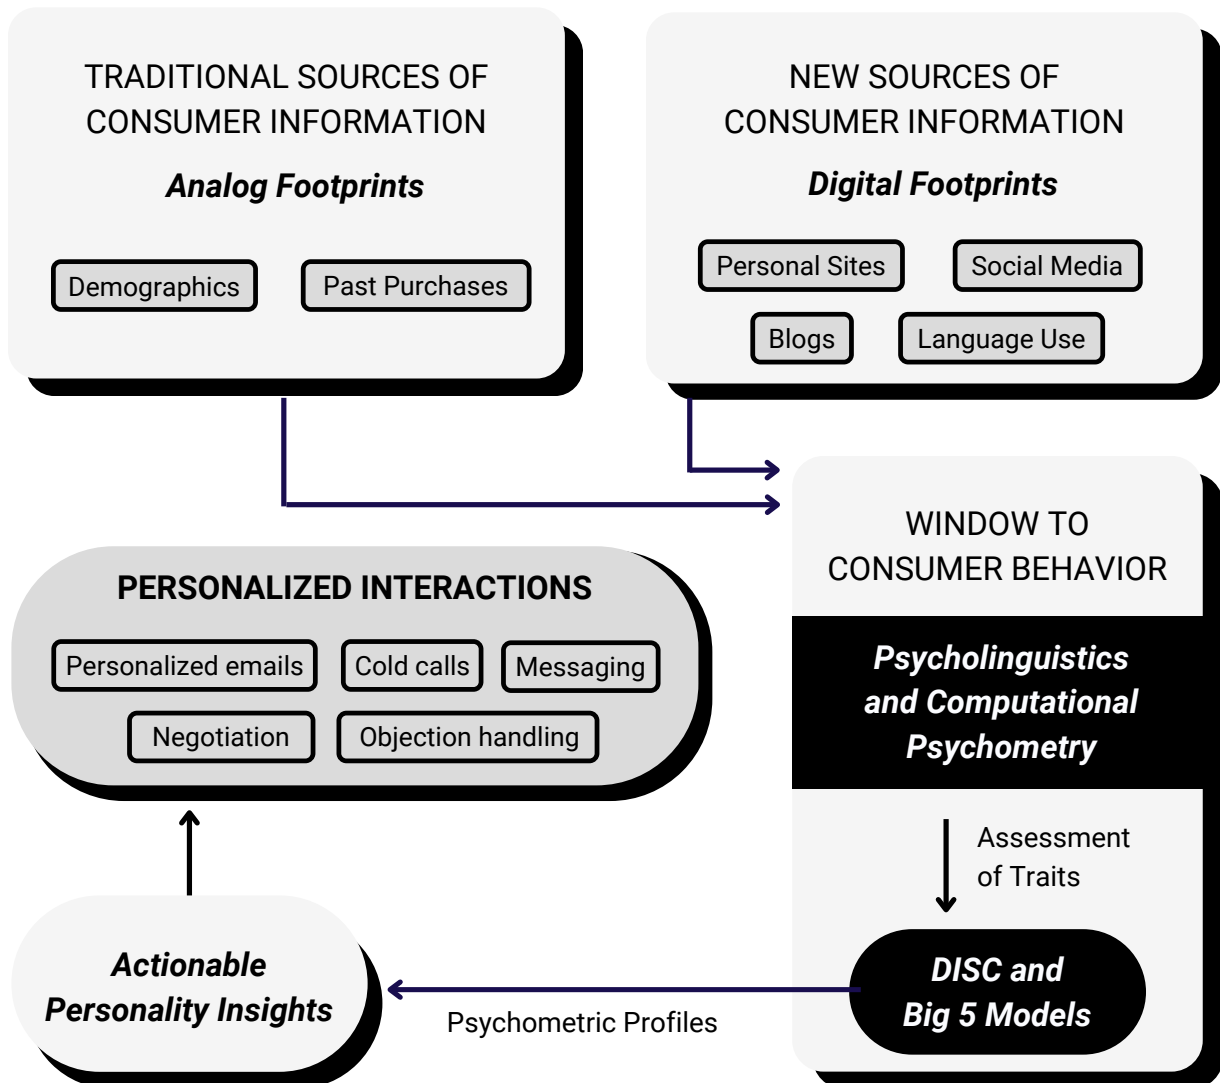 TRADITIONAL SOURCES OF
CONSUMER INFORMATION
Analog Footprints
Demographics
Past Purchases
NEW SOURCES OF
CONSUMER INFORMATION
Digital Footprints
Personal Sites
Social Media
Blogs
Language Use
WINDOW TO
CONSUMER BEHAVIOR
Psycholinguistics
and Computational
Psychometry
Assessment
of Traits
DISC and
Big 5 Models
Psychometric Profiles
Actionable
Personality Insights
PERSONALIZED INTERACTIONS
Personalized emails
Cold calls
Messaging
Negotiation
Objection handling